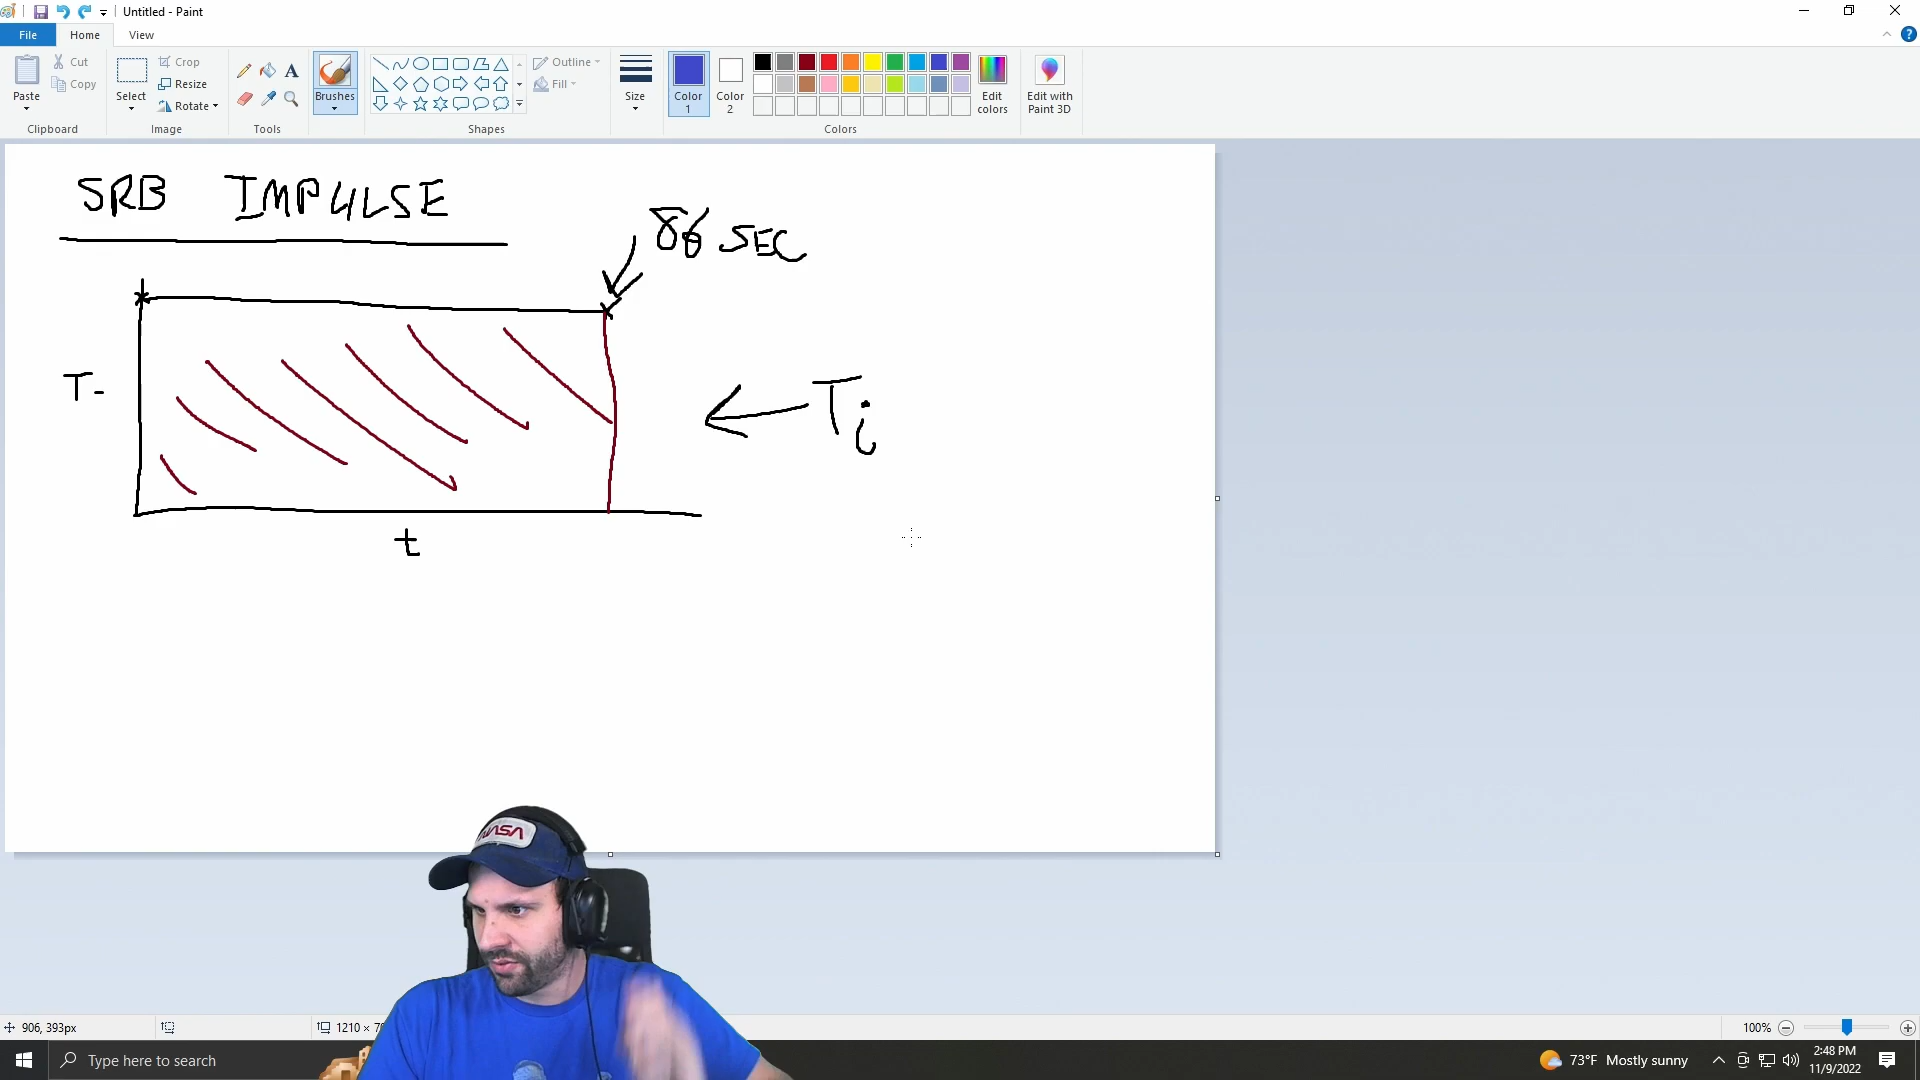 Untitled - Paint
File Home View
Paste
Cut
Copy
Clipboard
Select
Crop
Resize
Rotate
Image
Tools
Brushes
Shapes
Outline
Fill
Size
Color 1
Color 2
Colors
Edit colors
Edit with Paint 3D
SRB IMPULSE
86 SEC
T-
Ti
t
NASA
906, 393px
1210 ×
100%
Type here to search
73°F Mostly sunny
2:48 PM
11/9/2022